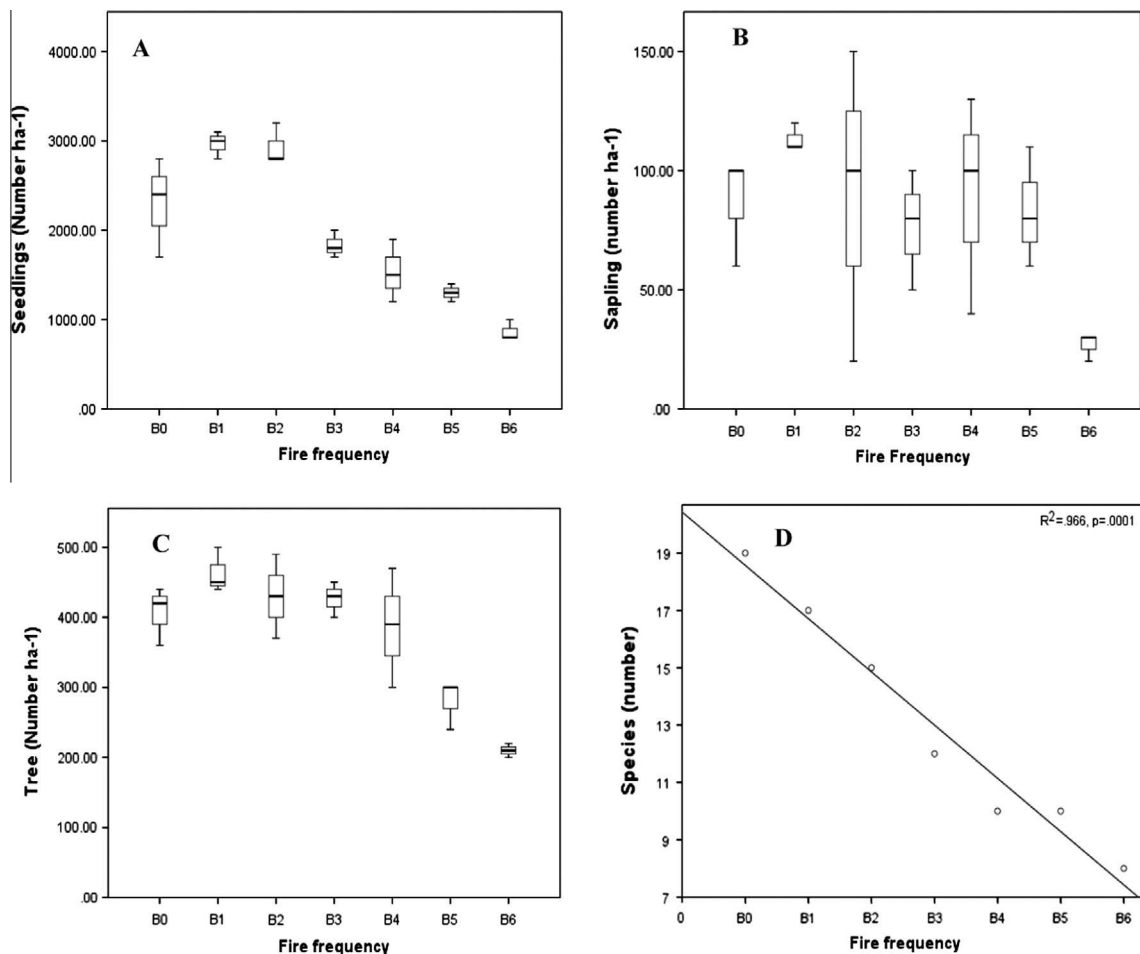 A
Seedlings (Number ha-1)
4000.00
3000.00
2000.00
1000.00
.00
B0 B1 B2 B3 B4 B5 B6
Fire frequency
B
Sapling (number ha-1)
150.00
100.00
50.00
.00
B0 B1 B2 B3 B4 B5 B6
Fire Frequency
C
Tree (Number ha-1)
500.00
400.00
300.00
200.00
100.00
.00
B0 B1 B2 B3 B4 B5 B6
Fire frequency
D
R2=.966, p=.0001
Species (number)
19
17
15
13
11
9
7
0 B0 B1 B2 B3 B4 B5 B6
Fire frequency